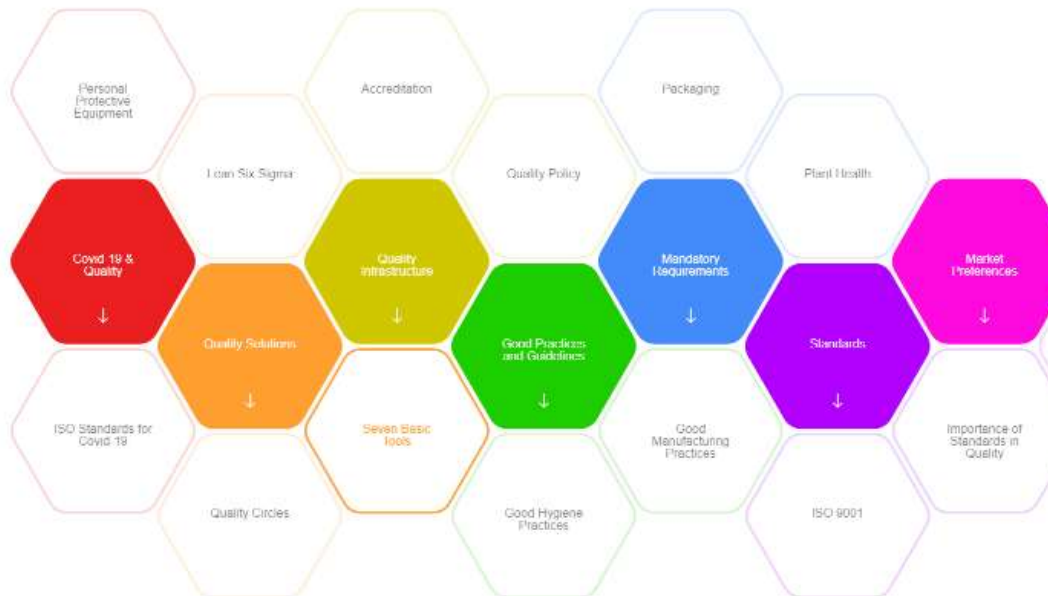 Personal
Protective
Equipment
Accreditation
Packaging
Lean Six Sigma
Quality Policy
Plant Health
Covid 19 &
Quality
Quality
Infrastructure
Mandatory
Requirements
Market
Preferences
Quality Solutions
Good Practices
and Guidelines
Standards
ISO Standards for
Covid 19
Seven Basic
Tools
Good
Manufacturing
Practices
Importance of
Standards in
Quality
Quality Circles
Good Hygiene
Practices
ISO 9001